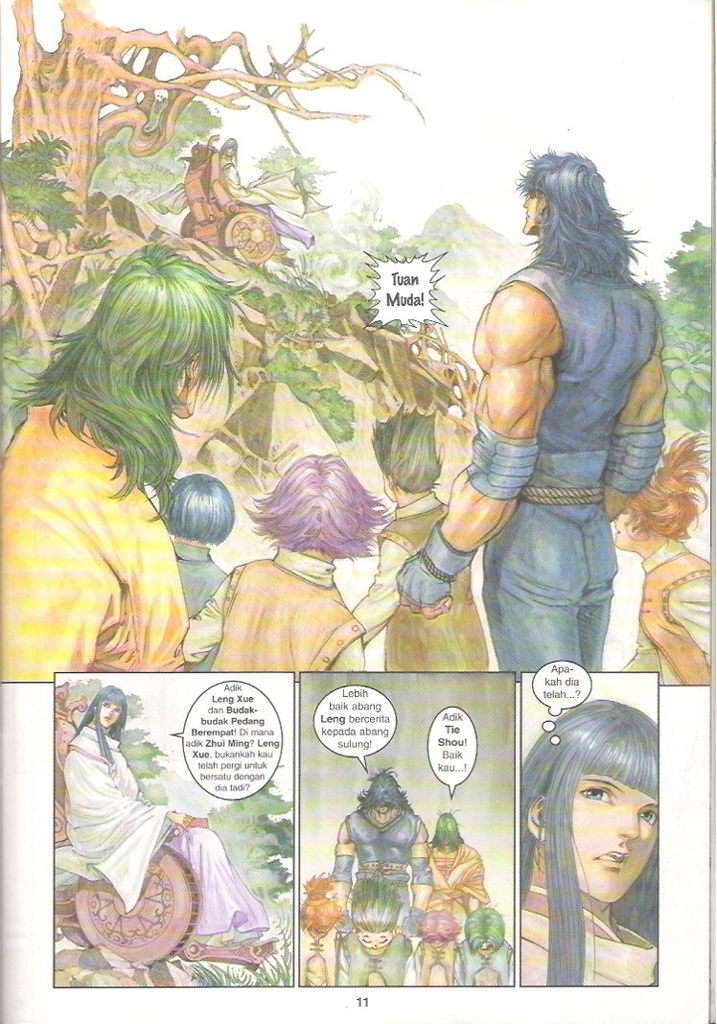 Tuan
Muda!
Adik
Leng Xue
dan Budak-
budak Pedang
Berempat! Di mana
adik Zhui Ming? Leng
Xue, bukankah kau
telah pergi untuk
bersatu dengan
dia tadi?
Lebih
baik abang
Leng bercerita
kepada abang
sulung!
Adik
Tie
Shou!
Baik
kau...!
Apa-
kah dia
telah...?
11